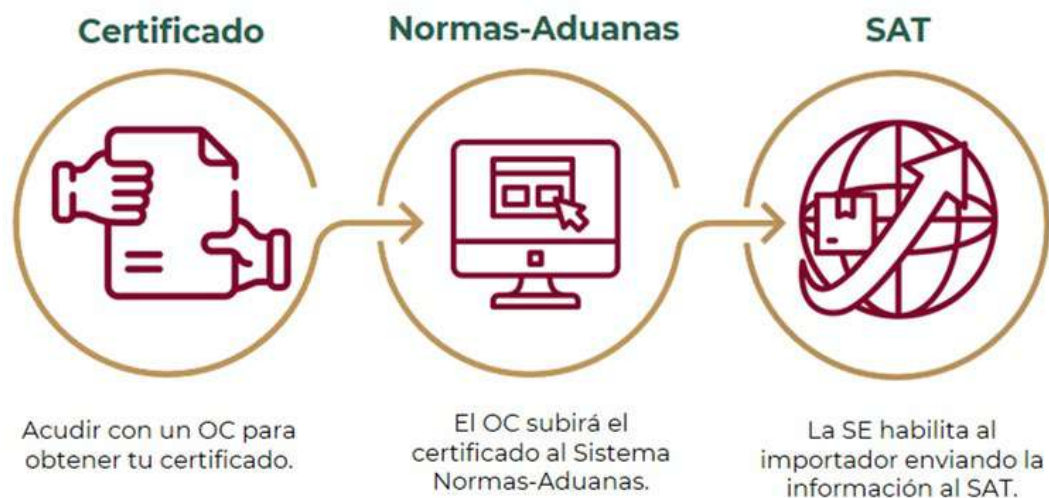 Certificado
Normas-Aduanas
SAT
Acudir con un OC para
obtener tu certificado.
El OC subirá el
certificado al Sistema
Normas-Aduanas.
La SE habilita al
importador enviando la
información al SAT.